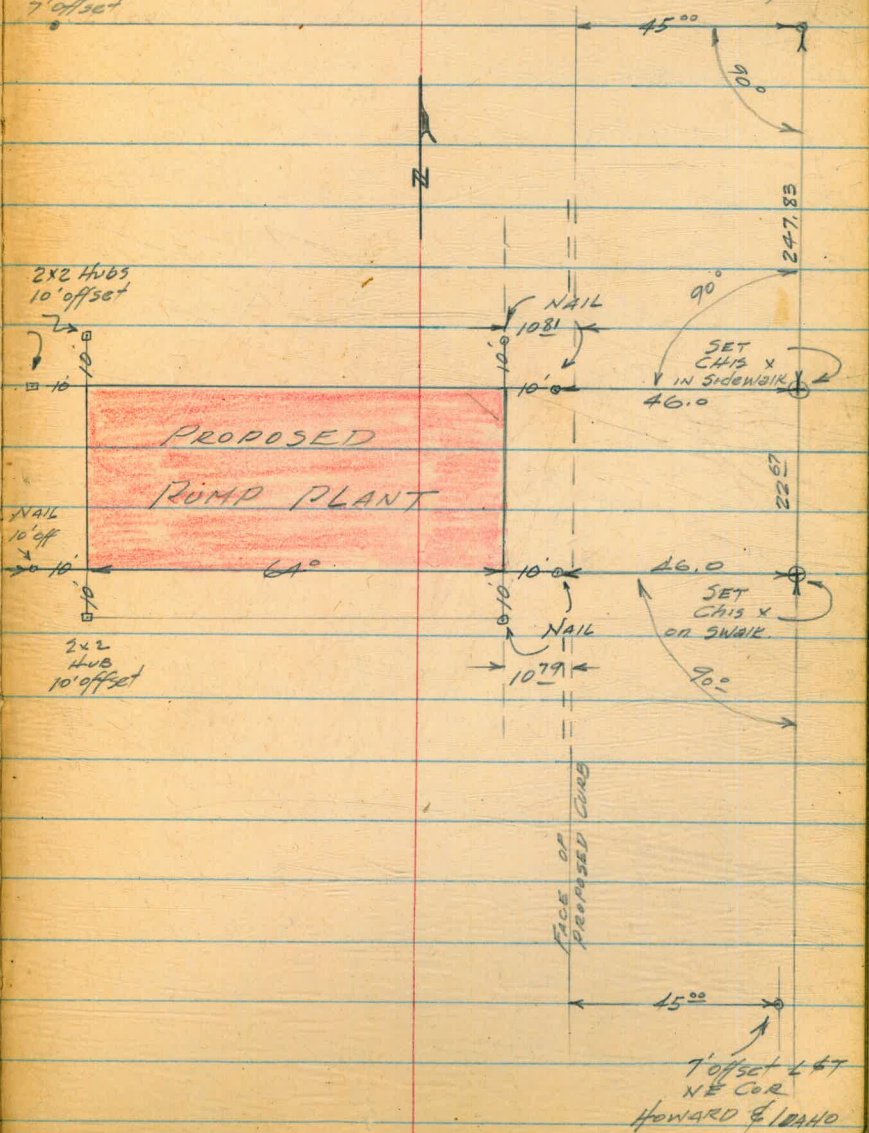 7' offset
45 00
90°
N
247.83
2x2 Hubs
10' offset
NAIL
10 81
90°
10'
10'
SET
CHIS X
IN Sidewalk
10'
10'
46.0
PROPOSED
PUMP PLANT
22 67
NAIL
10' off
10'
64°
10'
46.0
10'
10'
SET
Chis x
on SWalk
2x2
HUB
10' offset
NAIL
10 79
90°
FACE OF
PROPOSED CURB
45 00
7' offset L & T
NE COR
HOWARD & IDAHO